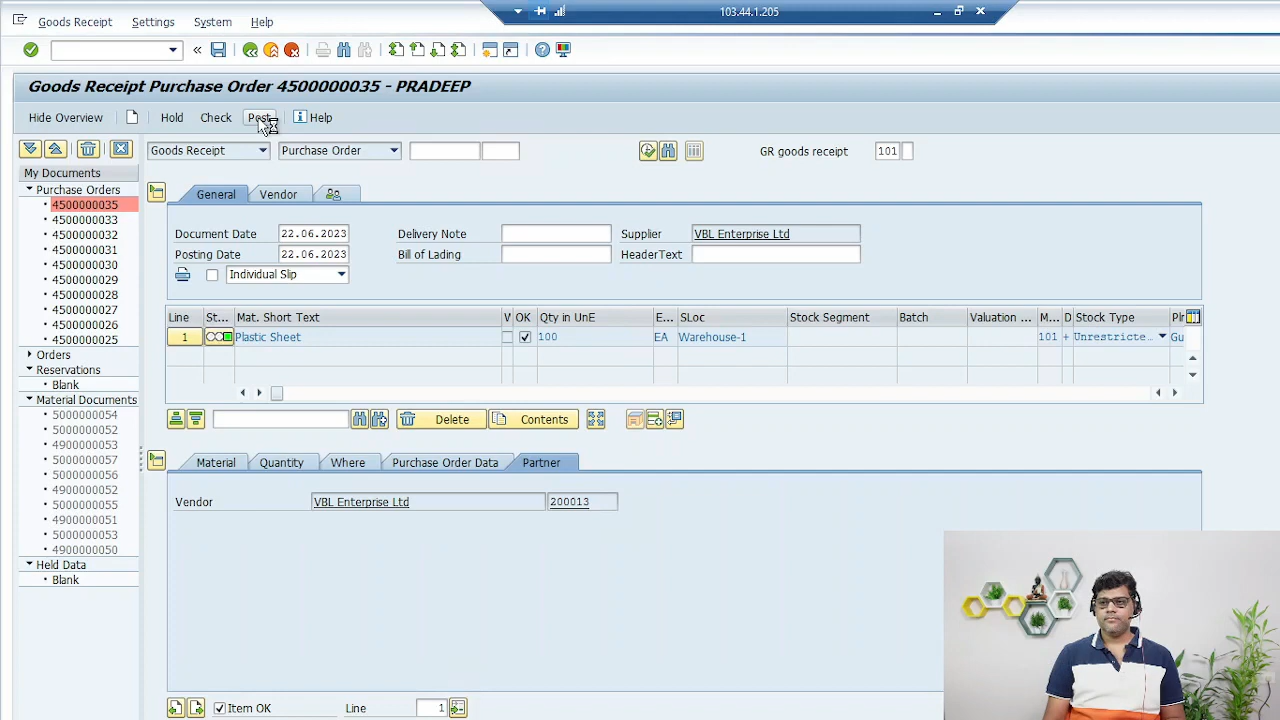 103.44.1.205
Goods Receipt Settings System Help
Goods Receipt Purchase Order 4500000035 - PRADEEP
Hide Overview Hold Check Post Help
Goods Receipt Purchase Order GR goods receipt 101
My Documents
Purchase Orders
4500000035
4500000033
4500000032
4500000031
4500000030
4500000029
4500000028
4500000027
4500000026
4500000025
Orders
Reservations
Blank
Material Documents
5000000054
5000000052
4900000053
5000000057
5000000056
4900000052
5000000055
4900000051
5000000053
4900000050
Held Data
Blank
General Vendor
Document Date 22.06.2023 Delivery Note Supplier VBL Enterprise Ltd
Posting Date 22.06.2023 Bill of Lading HeaderText
Individual Slip
Line St... Mat. Short Text V OK Qty in UnE E... SLoc Stock Segment Batch Valuation ... M... D Stock Type Plr
1 Plastic Sheet 100 EA Warehouse-1 101 + Unrestricte... Gu
Delete Contents
Material Quantity Where Purchase Order Data Partner
Vendor VBL Enterprise Ltd 200013
Item OK Line 1